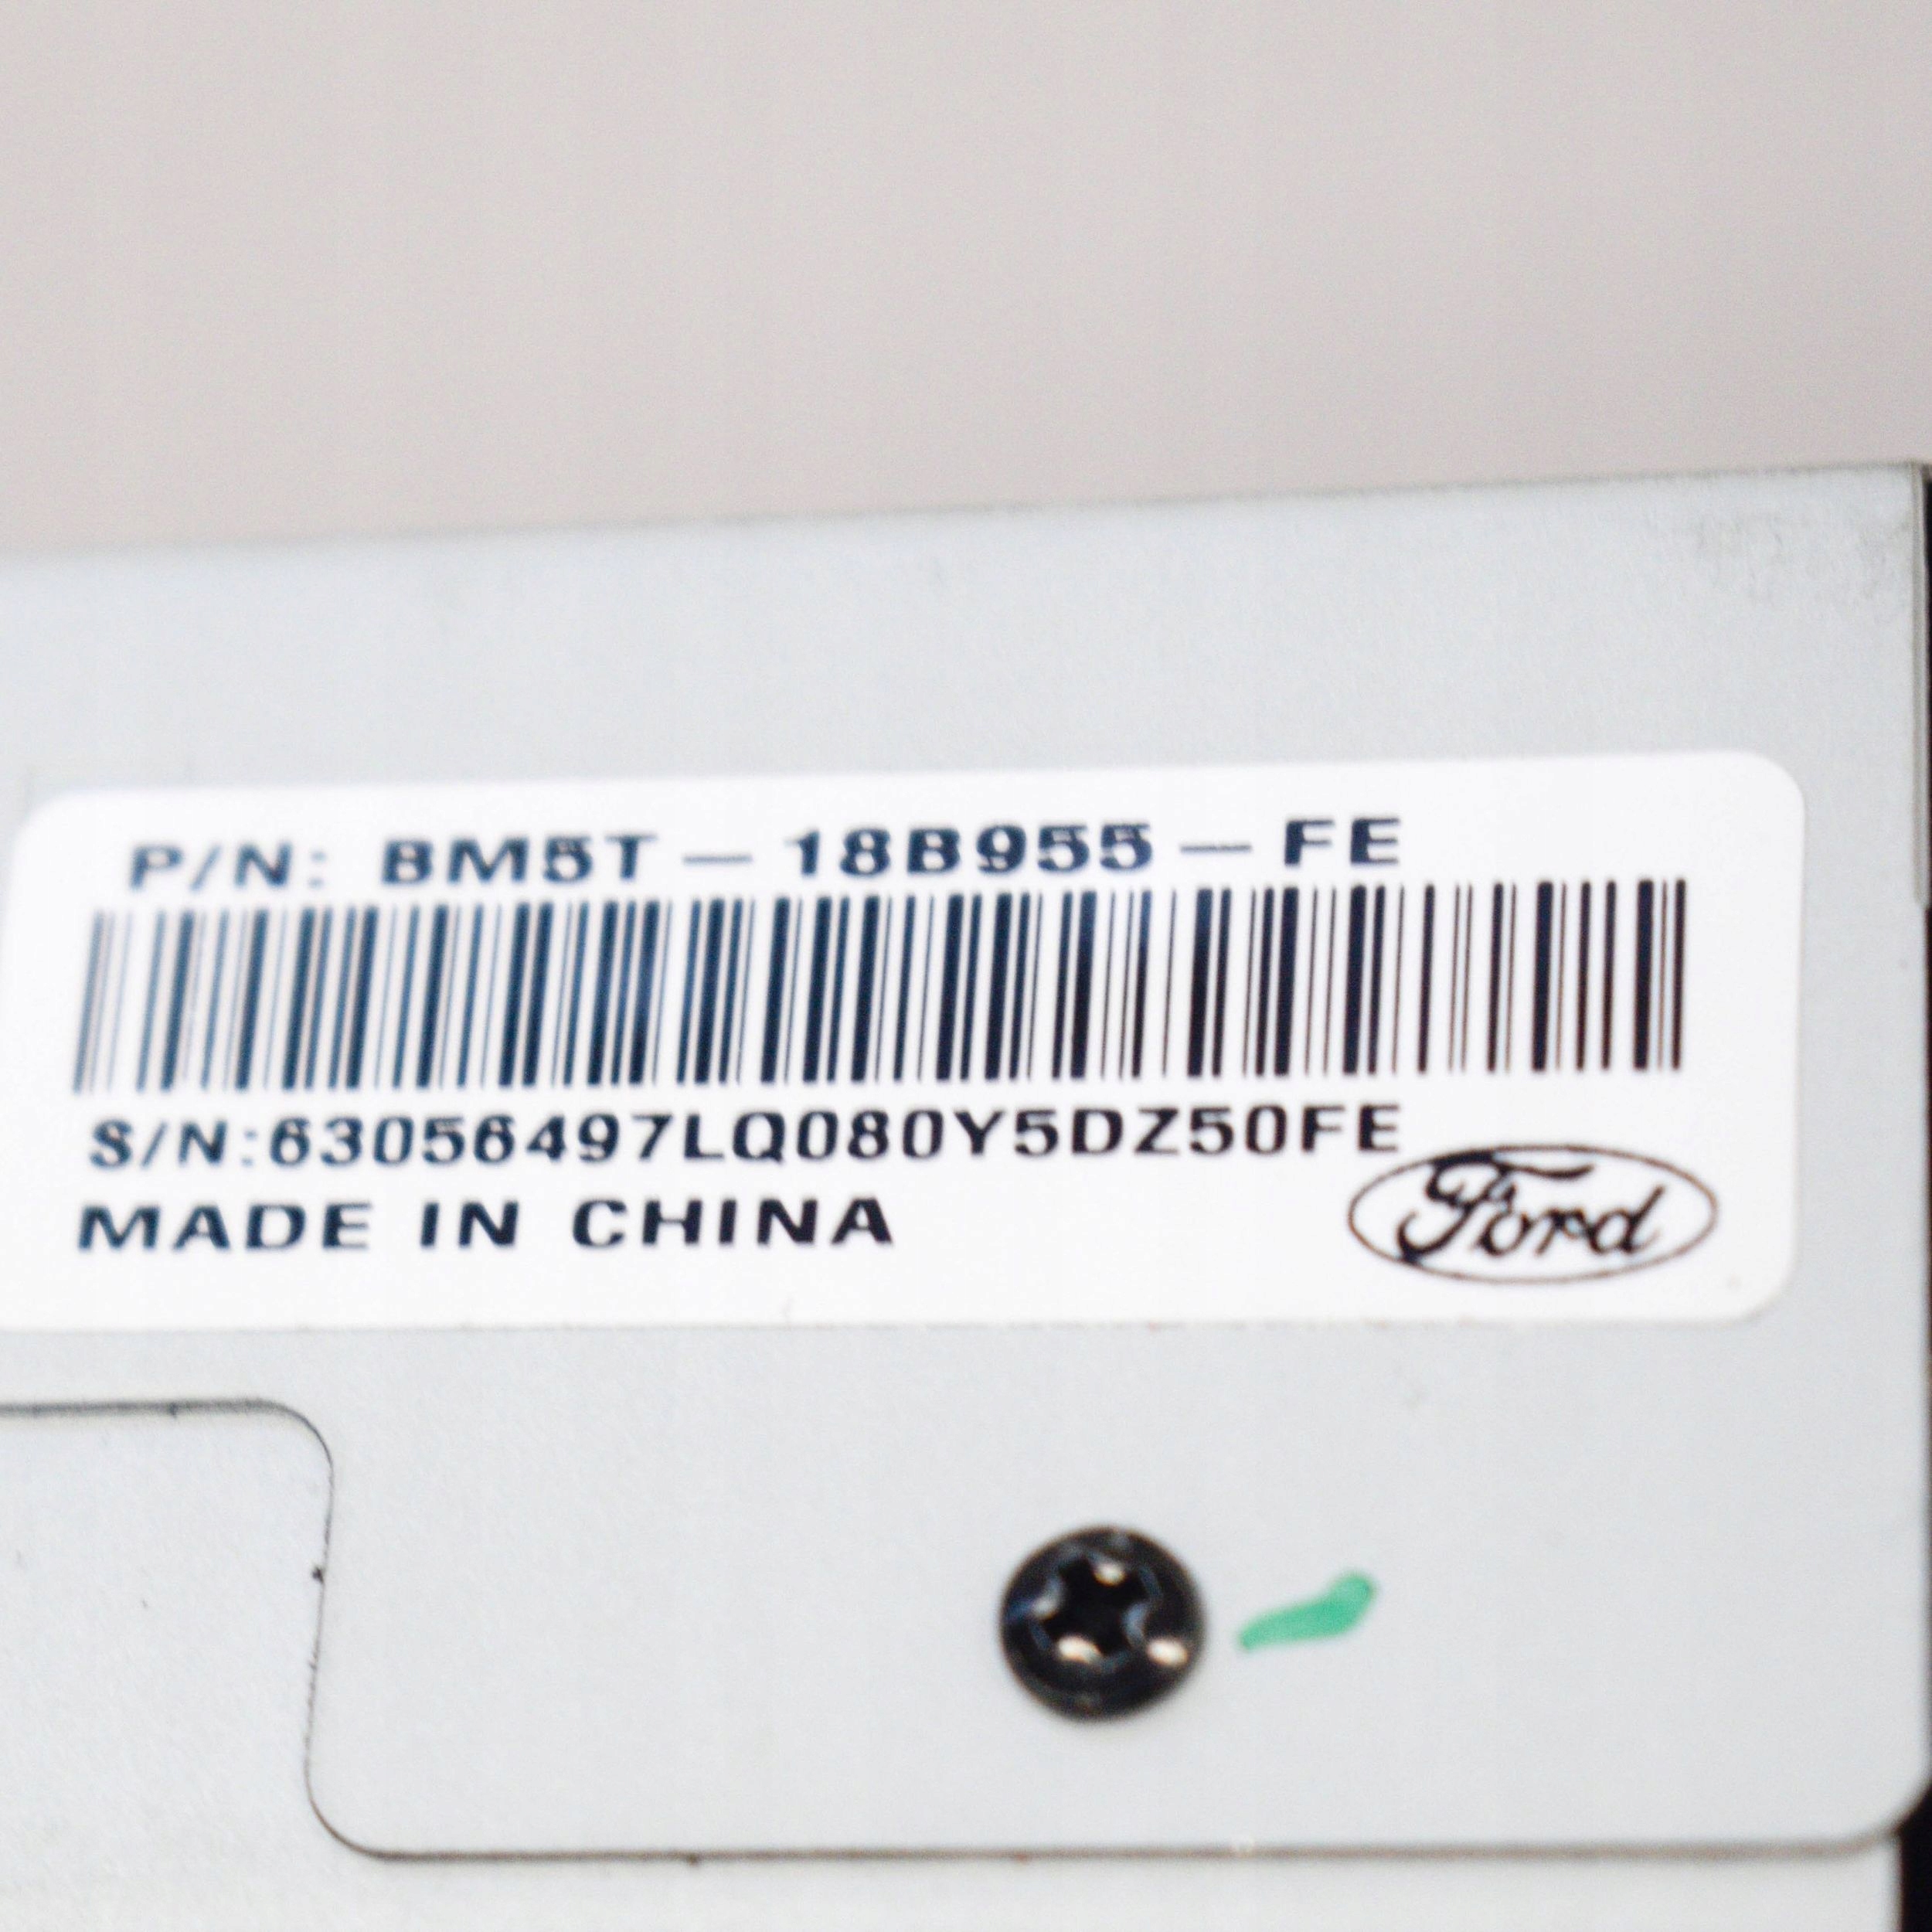 P/N: BM5T-18B955-FE
S/N:63056497LQ080Y5DZ50FE
MADE IN CHINA
Ford